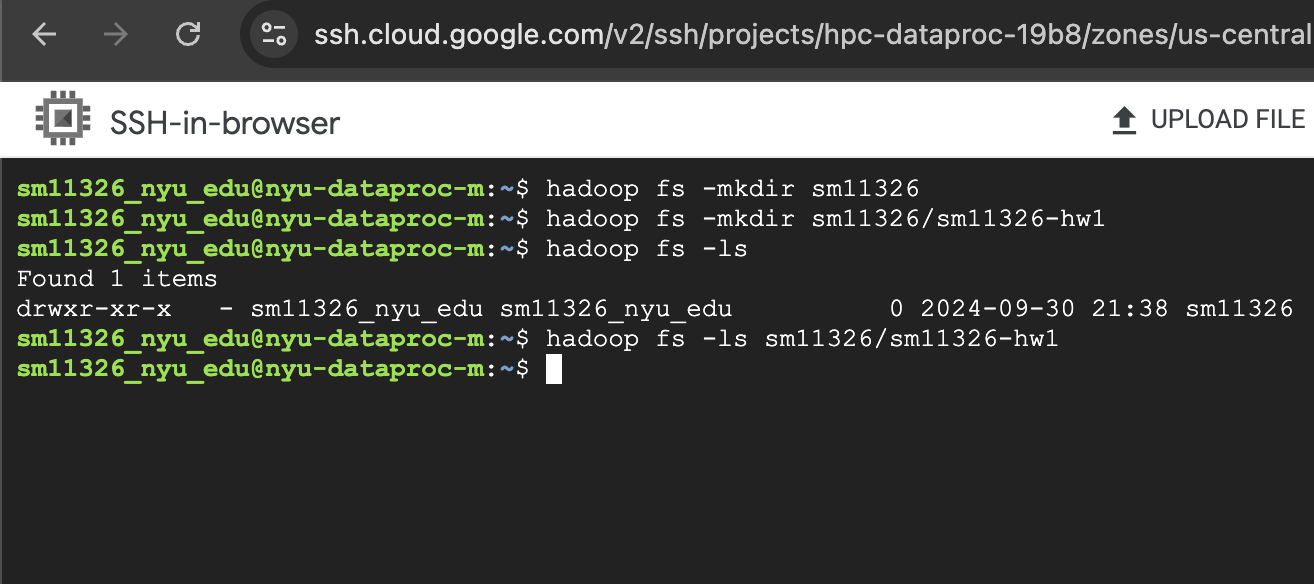 ssh.cloud.google.com/v2/ssh/projects/hpc-dataproc-19b8/zones/us-central
SSH-in-browser
UPLOAD FILE
sm11326_nyu_edu@nyu-dataproc-m:~$ hadoop fs -mkdir sm11326
sm11326_nyu_edu@nyu-dataproc-m:~$ hadoop fs -mkdir sm11326/sm11326-hw1
sm11326_nyu_edu@nyu-dataproc-m:~$ hadoop fs -ls
Found 1 items
drwxr-xr-x   - sm11326_nyu_edu sm11326_nyu_edu          0 2024-09-30 21:38 sm11326
sm11326_nyu_edu@nyu-dataproc-m:~$ hadoop fs -ls sm11326/sm11326-hw1
sm11326_nyu_edu@nyu-dataproc-m:~$